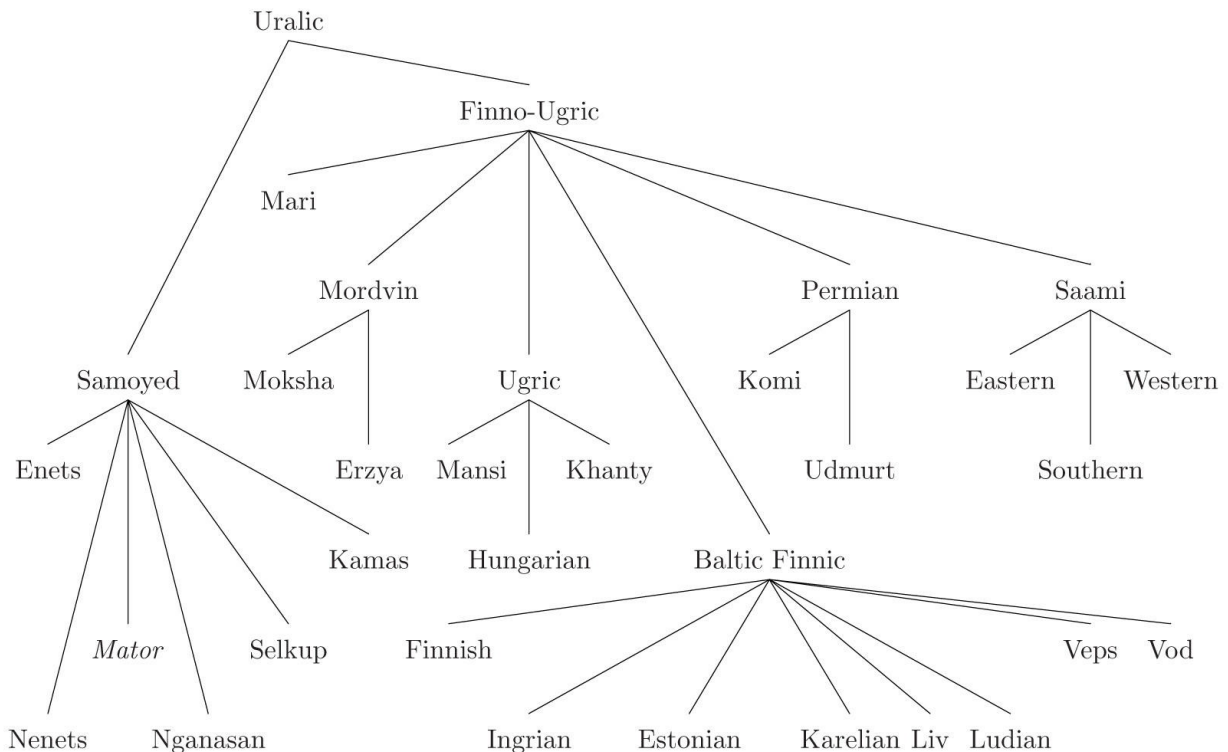 Uralic
Finno-Ugric
Mari
Mordvin Permian Saami
Samoyed Moksha Ugric Komi Eastern Western
Enets Erzya Mansi Khanty Udmurt Southern
Kamas Hungarian Baltic Finnic
Mator Selkup Finnish Veps Vod
Nenets Nganasan Ingrian Estonian Karelian Liv Ludian